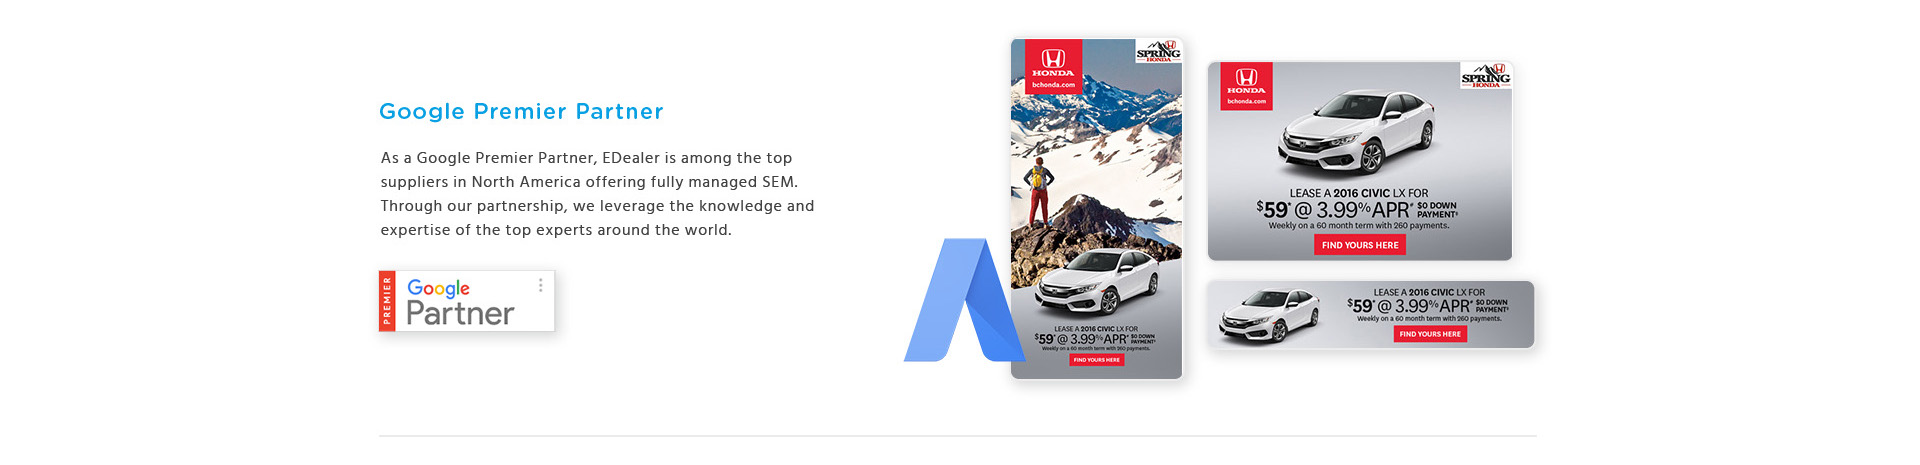 Google Premier Partner
As a Google Premier Partner, EDealer is among the top
suppliers in North America offering fully managed SEM.
Through our partnership, we leverage the knowledge and
expertise of the top experts around the world.
PREMIER
Google
Partner
HONDA
bchonda.com
SPRING
HONDA
LEASE A 2016 CIVIC LX FOR
$59* @ 3.99% APR# $0 DOWN
PAYMENT‡
Weekly on a 60 month term with 260 payments.
FIND YOURS HERE
HONDA
bchonda.com
SPRING
HONDA
LEASE A 2016 CIVIC LX FOR
$59* @ 3.99% APR# $0 DOWN
PAYMENT‡
Weekly on a 60 month term with 260 payments.
FIND YOURS HERE
LEASE A 2016 CIVIC LX FOR
$59* @ 3.99% APR# $0 DOWN
PAYMENT‡
Weekly on a 60 month term with 260 payments.
FIND YOURS HERE